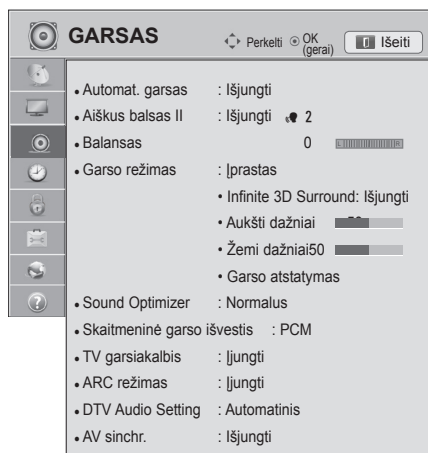 GARSAS
Perkelti OK (gerai) Išeiti
• Automat. garsas : Išjungti
• Aiškus balsas II : Išjungti 2
• Balansas 0 L R
• Garso režimas : Įprastas
• Infinite 3D Surround: Išjungti
• Aukšti dažniai
• Žemi dažniai50
• Garso atstatymas
• Sound Optimizer : Normalus
• Skaitmeninė garso išvestis : PCM
• TV garsiakalbis : Įjungti
• ARC režimas : Įjungti
• DTV Audio Setting : Automatinis
• AV sinchr. : Išjungti